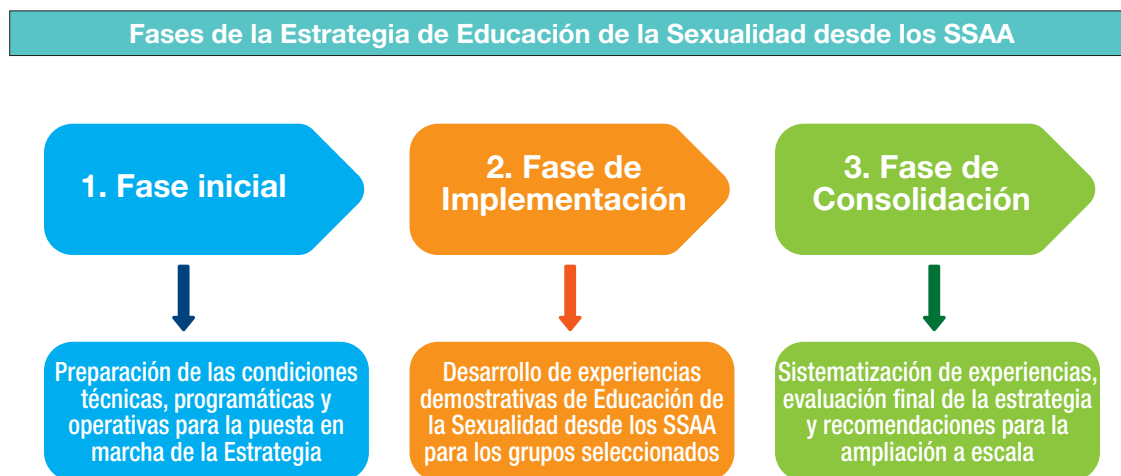 Fases de la Estrategia de Educación de la Sexualidad desde los SSAA
1. Fase inicial
2. Fase de
Implementación
3. Fase de
Consolidación
Preparación de las condiciones
técnicas, programáticas y
operativas para la puesta en
marcha de la Estrategia
Desarrollo de experiencias
demostrativas de Educación de
la Sexualidad desde los SSAA
para los grupos seleccionados
Sistematización de experiencias,
evaluación final de la estrategia
y recomendaciones para la
ampliación a escala